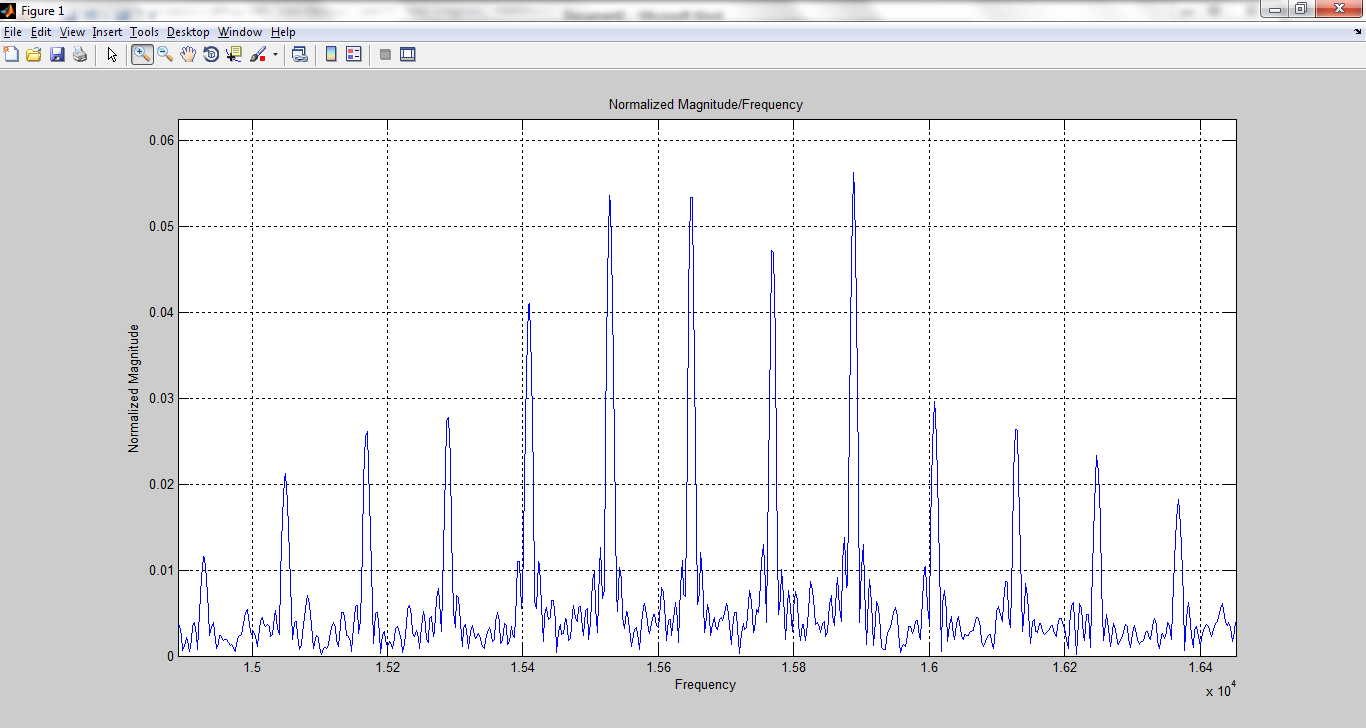 Figure 1
File Edit View Insert Tools Desktop Window Help
Normalized Magnitude/Frequency
Normalized Magnitude
0.06
0.05
0.04
0.03
0.02
0.01
0
1.5 1.52 1.54 1.56 1.58 1.6 1.62 1.64
Frequency
x 10^4